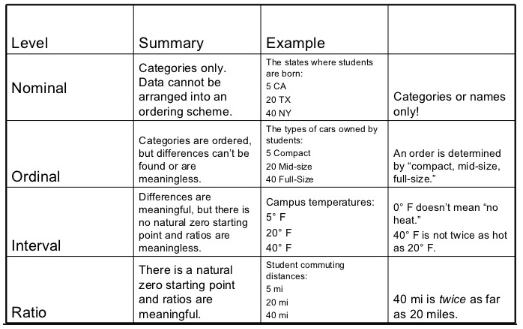 Level
Summary
Example
Nominal
Categories only.
Data cannot be
arranged into an
ordering scheme.
The states where students
are born:
5 CA
20 TX
40 NY
Categories or names
only!
Ordinal
Categories are ordered,
but differences can't be
found or are
meaningless.
The types of cars owned by
students:
5 Compact
20 Mid-size
40 Full-Size
An order is determined
by “compact, mid-size,
full-size.”
Interval
Differences are
meaningful, but there is
no natural zero starting
point and ratios are
meaningless.
Campus temperatures:
5° F
20° F
40° F
0° F doesn't mean “no
heat.”
40° F is not twice as hot
as 20° F.
Ratio
There is a natural
zero starting point
and ratios are
meaningful.
Student commuting
distances:
5 mi
20 mi
40 mi
40 mi is twice as far
as 20 miles.